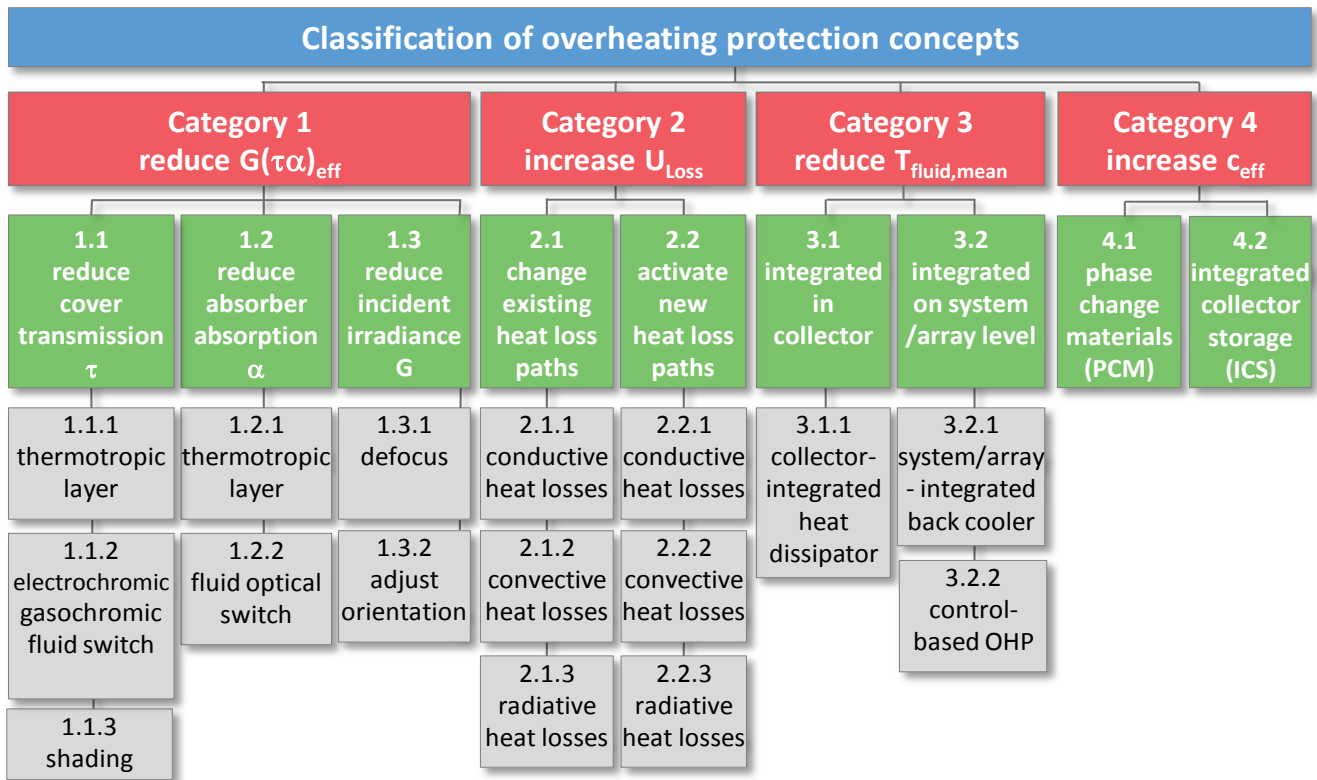 Classification of overheating protection concepts
Category 1
reduce G(τα)eff
Category 2
increase ULoss
Category 3
reduce Tfluid,mean
Category 4
increase ceff
1.1
reduce
cover
transmission
τ
1.2
reduce
absorber
absorption
α
1.3
reduce
incident
irradiance
G
2.1
change
existing
heat loss
paths
2.2
activate
new
heat loss
paths
3.1
integrated
in
collector
3.2
integrated
on system
/array level
4.1
phase
change
materials
(PCM)
4.2
integrated
collector
storage
(ICS)
1.1.1
thermotropic
layer
1.1.2
electrochromic
gasochromic
fluid switch
1.1.3
shading
1.2.1
thermotropic
layer
1.2.2
fluid optical
switch
1.3.1
defocus
1.3.2
adjust
orientation
2.1.1
conductive
heat losses
2.1.2
convective
heat losses
2.1.3
radiative
heat losses
2.2.1
conductive
heat losses
2.2.2
convective
heat losses
2.2.3
radiative
heat losses
3.1.1
collector-
integrated
heat
dissipator
3.2.1
system/array
- integrated
back cooler
3.2.2
control-
based OHP